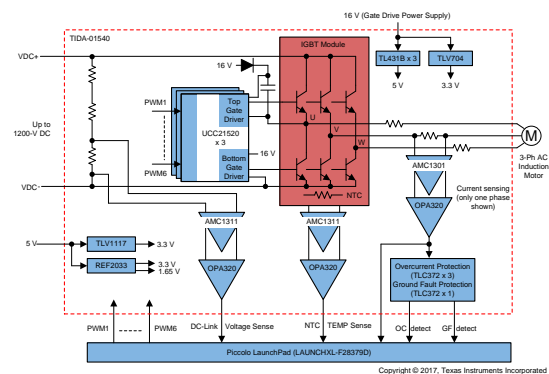 16 V (Gate Drive Power Supply)
TIDA-01540
IGBT Module
VDC+
16 V
TL431B x 3
TLV704
5 V
3.3 V
PWM1
Top
Gate
Driver
UCC21520
x 3
U
V
W
M
Up to
1200-V DC
3-Ph AC
Induction
Motor
16 V
Bottom
Gate
Driver
PWM6
AMC1301
Current sensing
(only one phase
shown)
VDC-
NTC
OPA320
AMC1311
AMC1311
5 V
TLV1117
3.3 V
REF2033
3.3 V
1.65 V
OPA320
OPA320
Overcurrent Protection
(TLC372 x 3)
Ground Fault Protection
(TLC372 x 1)
PWM1
PWM6
DC-Link
Voltage Sense
NTC
TEMP Sense
OC
detect
GF
detect
Piccolo LaunchPad (LAUNCHXL-F28379D)
Copyright © 2017, Texas Instruments Incorporated